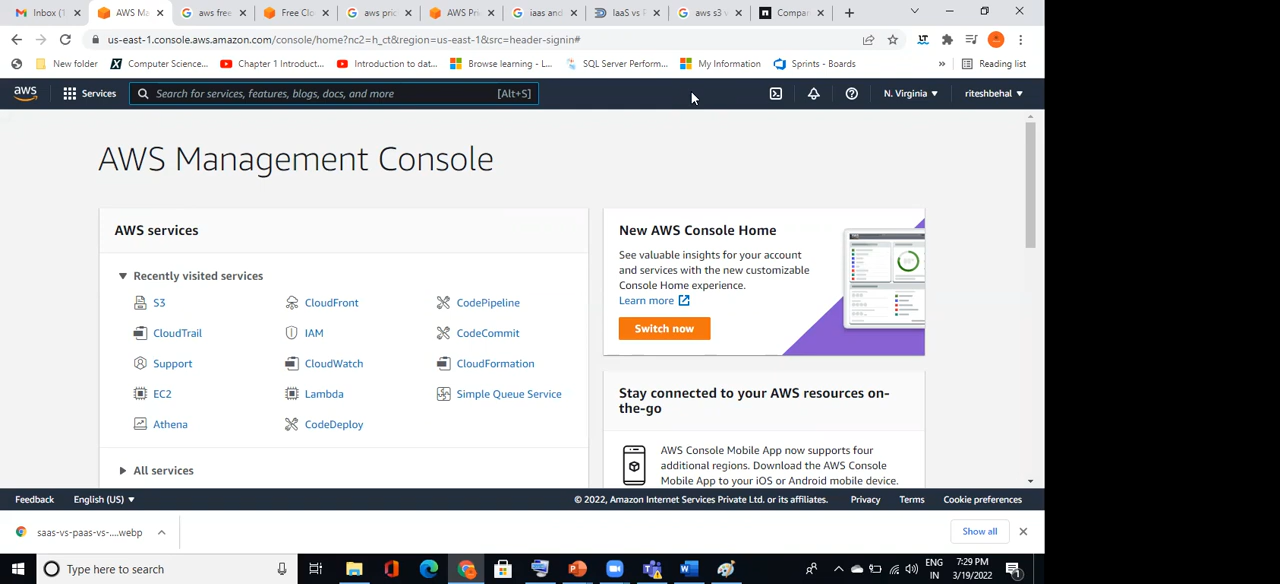 Inbox (1
AWS Ma
aws free
Free Clo
aws pric
AWS Pri
iaas and
IaaS vs P
aws s3 v
Compar
us-east-1.console.aws.amazon.com/console/home?nc2=h_ct&region=us-east-1&src=header-signin#
New folder
Computer Science...
Chapter 1 Introduct...
Introduction to dat...
Browse learning - L...
SQL Server Perform...
My Information
Sprints - Boards
»
Reading list
aws
Services
Search for services, features, blogs, docs, and more
[Alt+S]
N. Virginia
riteshbehal
AWS Management Console
AWS services
Recently visited services
S3
CloudFront
CodePipeline
CloudTrail
IAM
CodeCommit
Support
CloudWatch
CloudFormation
EC2
Lambda
Simple Queue Service
Athena
CodeDeploy
All services
New AWS Console Home
See valuable insights for your account
and services with the new customizable
Console Home experience.
Learn more
Switch now
Stay connected to your AWS resources on-
the-go
AWS Console Mobile App now supports four
additional regions. Download the AWS Console
Mobile App to your iOS or Android mobile device.
Feedback
English (US)
© 2022, Amazon Internet Services Private Ltd. or its affiliates.
Privacy
Terms
Cookie preferences
saas-vs-paas-vs-....webp
Show all
Type here to search
ENG
IN
7:29 PM
3/19/2022
1